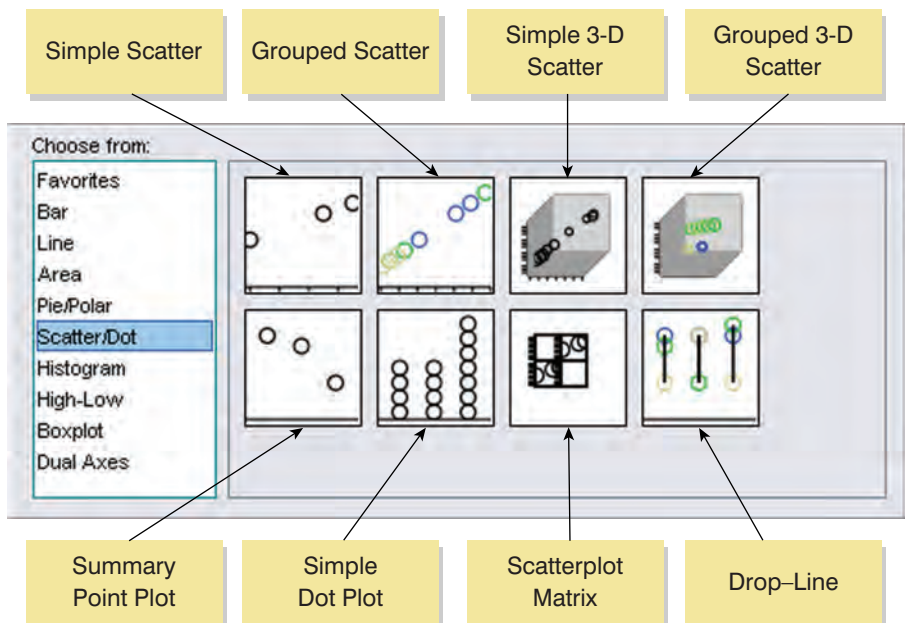 Simple Scatter
Grouped Scatter
Simple 3-D
Scatter
Grouped 3-D
Scatter
Choose from:
Favorites
Bar
Line
Area
Pie/Polar
Scatter/Dot
Histogram
High-Low
Boxplot
Dual Axes
Summary
Point Plot
Simple
Dot Plot
Scatterplot
Matrix
Drop–Line